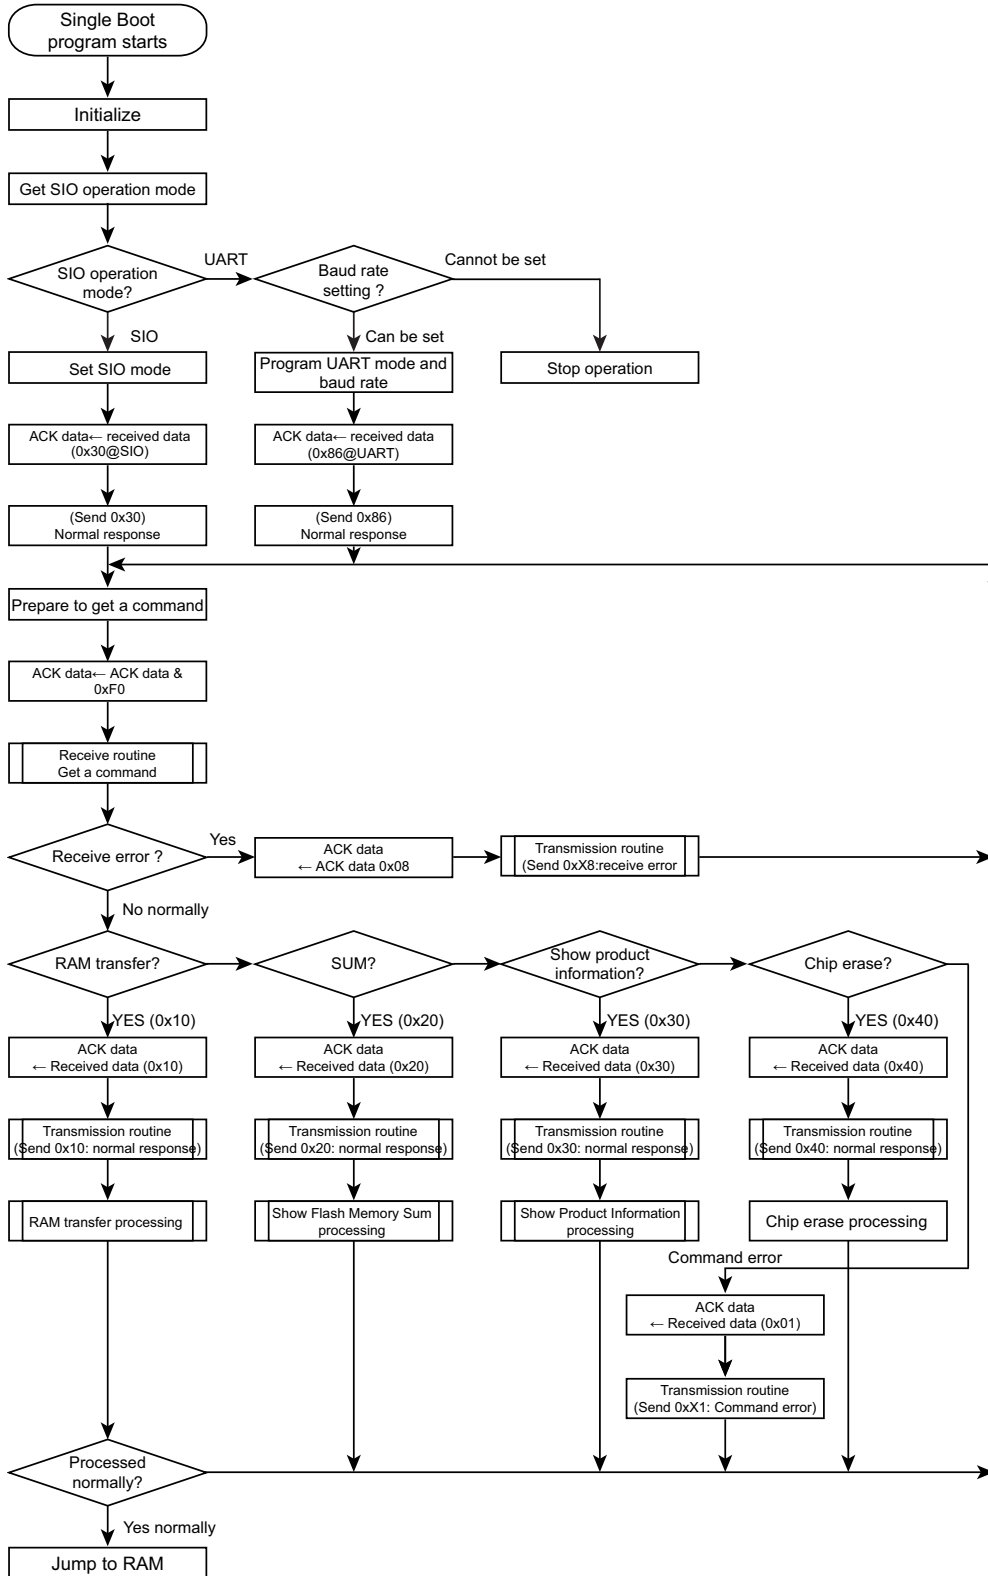 Single Boot
program starts
Initialize
Get SIO operation mode
SIO operation
mode?
UART
Baud rate
setting ?
Cannot be set
SIO
Can be set
Set SIO mode
Program UART mode and
baud rate
Stop operation
ACK data← received data
(0x30@SIO)
ACK data← received data
(0x86@UART)
(Send 0x30)
Normal response
(Send 0x86)
Normal response
Prepare to get a command
ACK data← ACK data &
0xF0
Receive routine
Get a command
Receive error ?
Yes
ACK data
← ACK data 0x08
Transmission routine
(Send 0xX8:receive error
No normally
RAM transfer?
SUM?
Show product
information?
Chip erase?
YES (0x10)
YES (0x20)
YES (0x30)
YES (0x40)
ACK data
← Received data (0x10)
ACK data
← Received data (0x20)
ACK data
← Received data (0x30)
ACK data
← Received data (0x40)
Transmission routine
(Send 0x10: normal response)
Transmission routine
(Send 0x20: normal response)
Transmission routine
(Send 0x30: normal response)
Transmission routine
(Send 0x40: normal response)
RAM transfer processing
Show Flash Memory Sum
processing
Show Product Information
processing
Chip erase processing
Command error
ACK data
← Received data (0x01)
Transmission routine
(Send 0xX1: Command error)
Processed
normally?
Yes normally
Jump to RAM